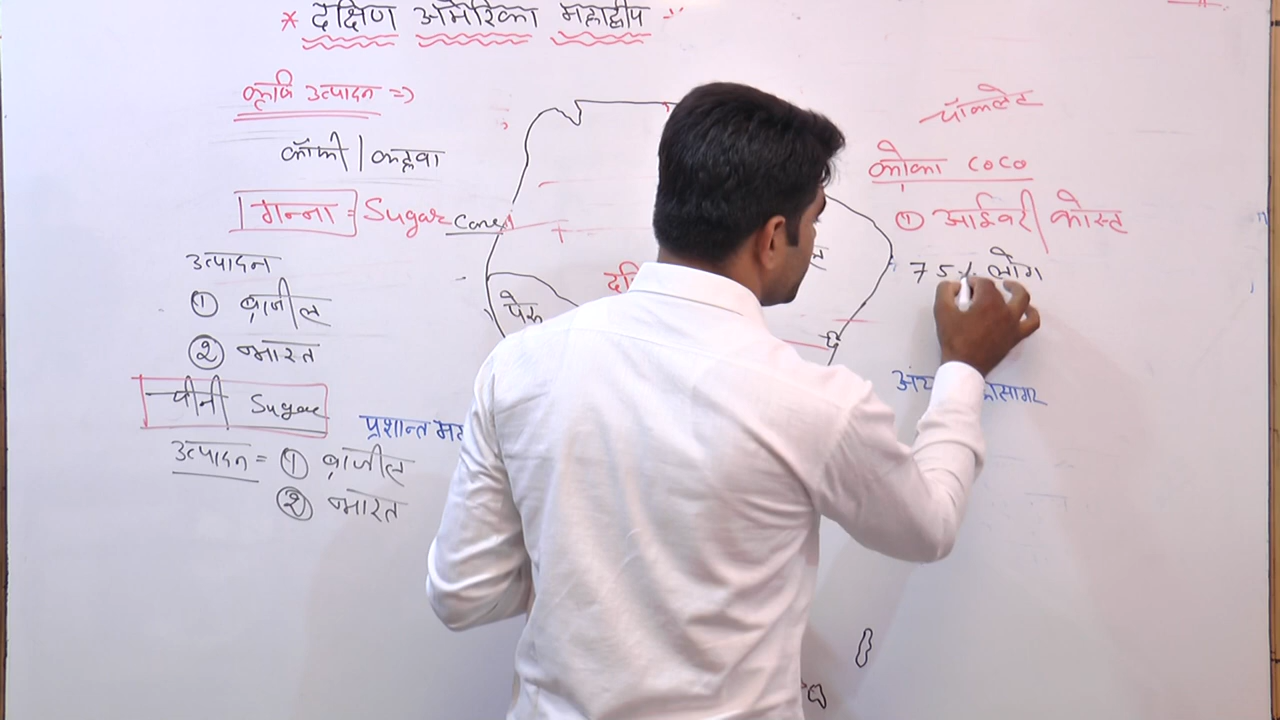 * दक्षिण अमेरिका महाद्वीप
कृषि उत्पादन =>
कॉफी | कहवा
गन्ना = Sugar cane
उत्पादन
① ब्राजील
② भारत
चीनी Sugar
उत्पादन = ① ब्राजील
② भारत
पेरू
प्रशान्त
चॉकलेट
कोका COCO
① आईवरी कोस्ट
75% लोग